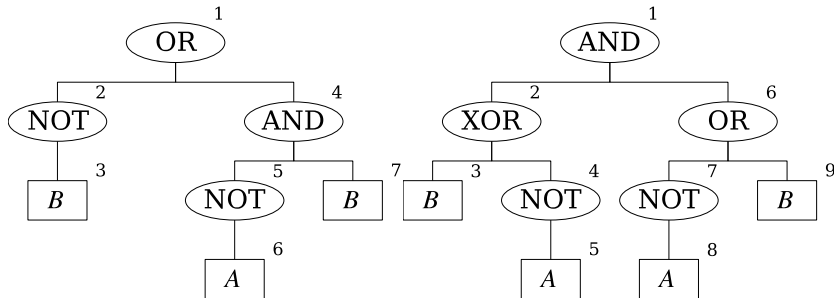 1 1
OR AND
2 4 2 6
NOT AND XOR OR
3 5 7 3 4 7 9
B NOT B B NOT NOT B
6 5 8
A A A